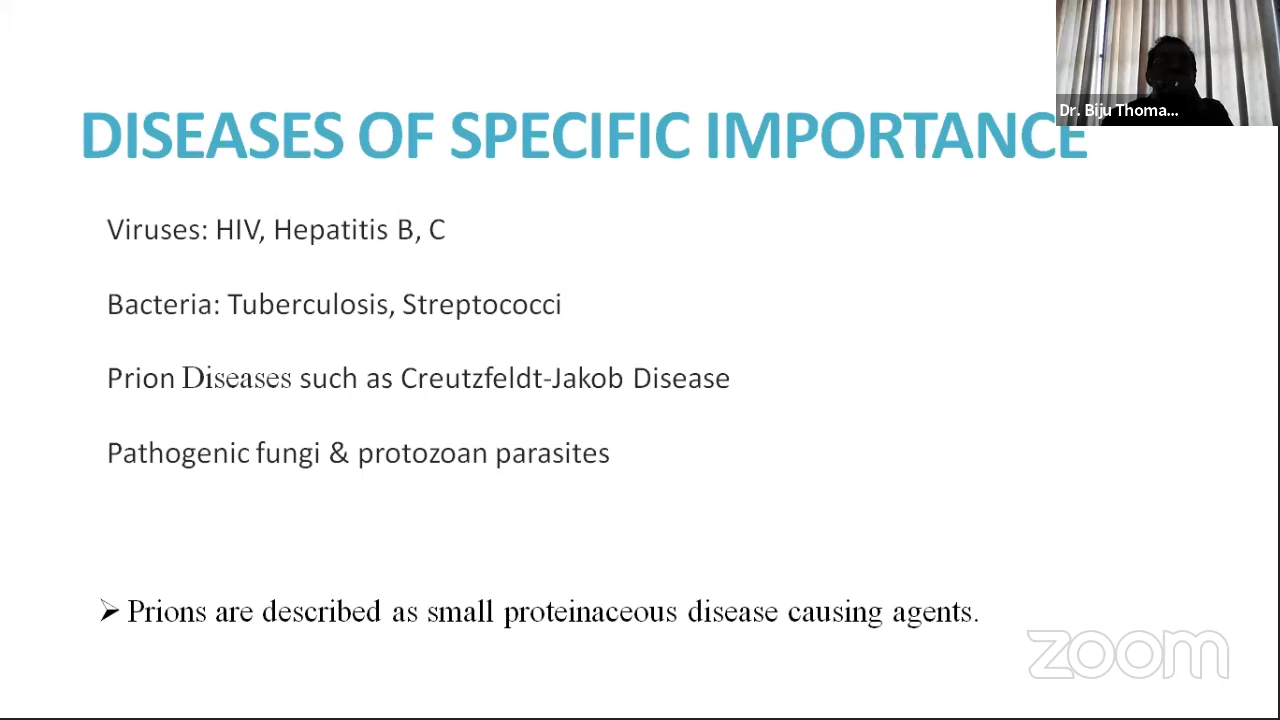 Dr. Biju Thoma...
DISEASES OF SPECIFIC IMPORTANCE
Viruses: HIV, Hepatitis B, C
Bacteria: Tuberculosis, Streptococci
Prion Diseases such as Creutzfeldt-Jakob Disease
Pathogenic fungi & protozoan parasites
➢ Prions are described as small proteinaceous disease causing agents.
zoom